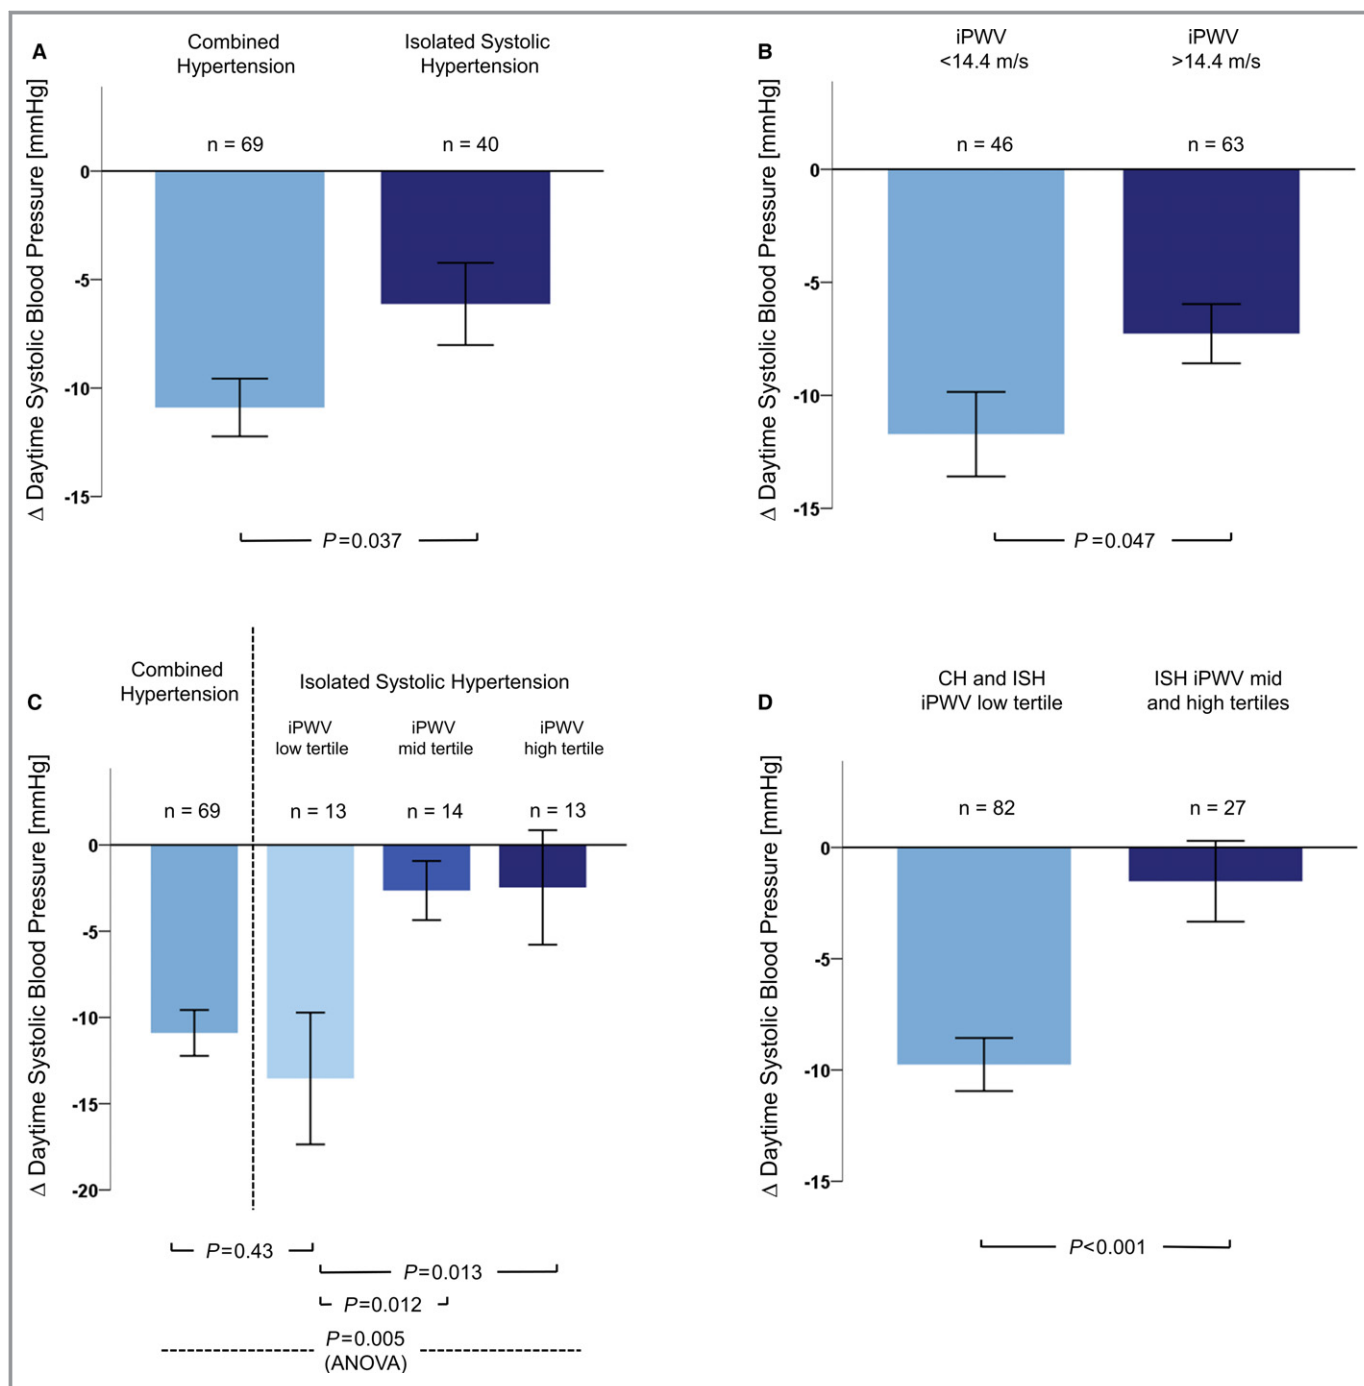 A
Combined
Hypertension
Isolated Systolic
Hypertension
n = 69
n = 40
Δ Daytime Systolic Blood Pressure [mmHg]
0
-5
-10
-15
P=0.037
B
iPWV
<14.4 m/s
iPWV
>14.4 m/s
n = 46
n = 63
Δ Daytime Systolic Blood Pressure [mmHg]
0
-5
-10
-15
P=0.047
C
Combined
Hypertension
Isolated Systolic Hypertension
iPWV
low tertile
iPWV
mid tertile
iPWV
high tertile
n = 69
n = 13
n = 14
n = 13
Δ Daytime Systolic Blood Pressure [mmHg]
0
-5
-10
-15
-20
P=0.43
P=0.013
P=0.012
P=0.005
(ANOVA)
D
CH and ISH
iPWV low tertile
ISH iPWV mid
and high tertiles
n = 82
n = 27
Δ Daytime Systolic Blood Pressure [mmHg]
0
-5
-10
-15
P<0.001